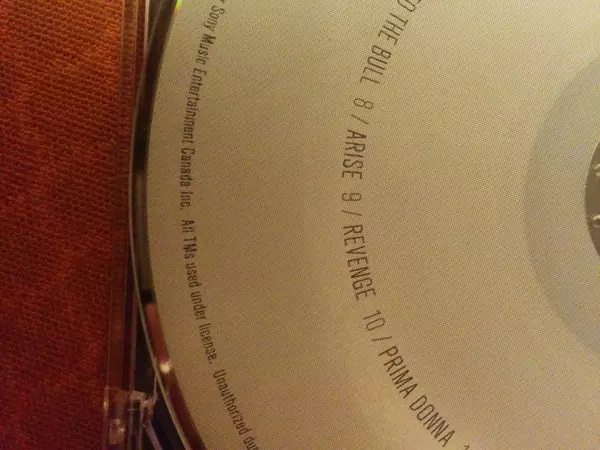 O THE BULL 8 / ARISE 9 / REVENGE 10 / PRIMA DONNA
Sony Music Entertainment Canada Inc. All TMs used under license. Unauthorized du